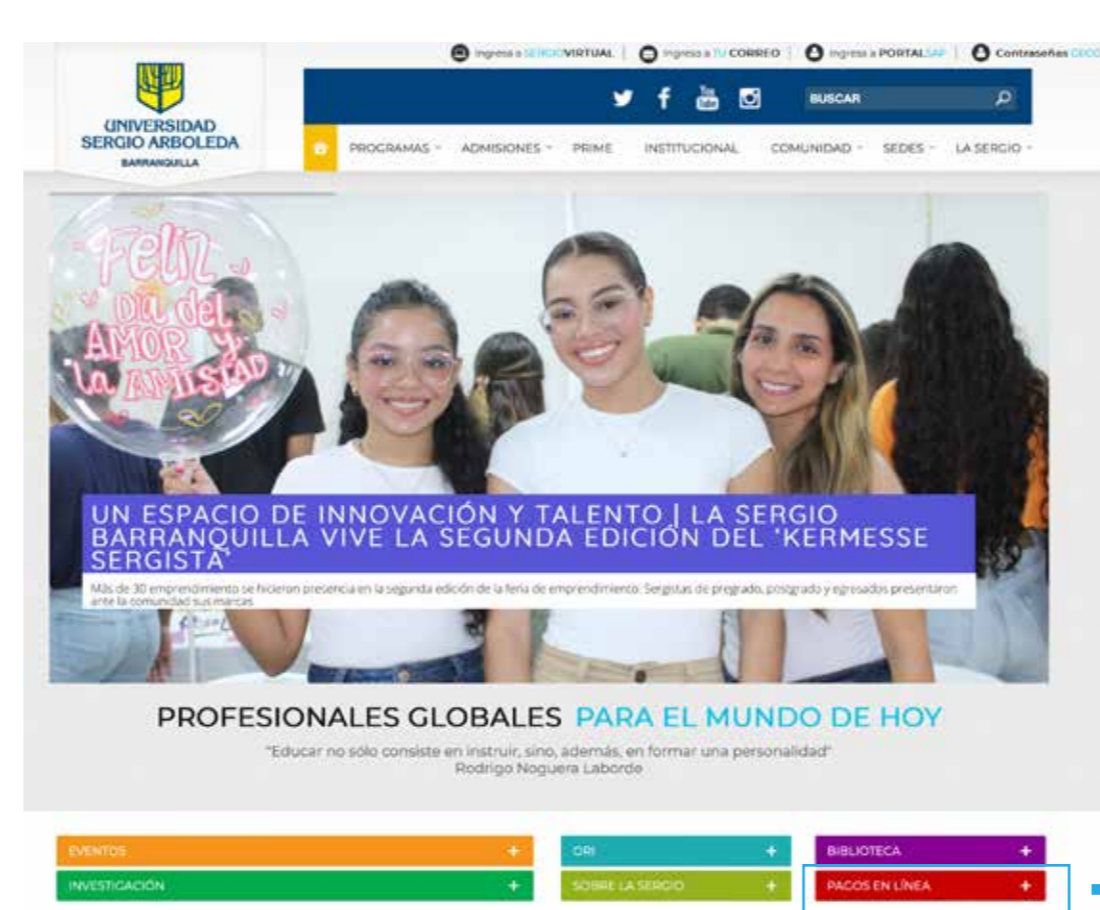 Ingresa a SERGIOVIRTUAL | Ingresa a TU CORREO | Ingresa a PORTALSAP | Contraseñas
UNIVERSIDAD
SERGIO ARBOLEDA
BARRANQUILLA
You
Tube
BUSCAR
PROGRAMAS ADMISIONES PRIME INSTITUCIONAL COMUNIDAD SEDES LA SERGIO
Feliz
Día del
AMOR y
la AMISTAD
UN ESPACIO DE INNOVACIÓN Y TALENTO | LA SERGIO
BARRANQUILLA VIVE LA SEGUNDA EDICIÓN DEL 'KERMESSE
SERGISTA'
Más de 30 emprendimiento se hicieron presencia en la segunda edición de la feria de emprendimiento. Sergistas de pregrado, postgrado y egresados presentaron
ante la comunidad sus marcas
PROFESIONALES GLOBALES PARA EL MUNDO DE HOY
"Educar no sólo consiste en instruir, sino, además, en formar una personalidad"
Rodrigo Noguera Laborde
EVENTOS +
ORI +
BIBLIOTECA +
INVESTIGACIÓN +
SOBRE LA SERGIO +
PAGOS EN LÍNEA +